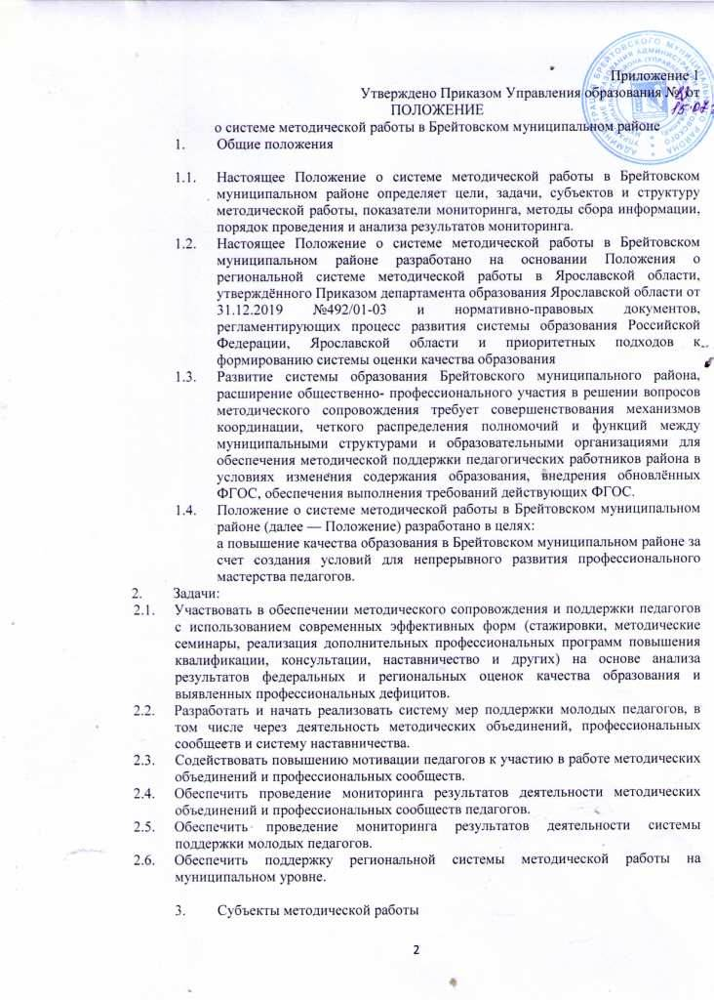 Приложение 1
Утверждено Приказом Управления образования № от
15.07
ПОЛОЖЕНИЕ
о системе методической работы в Брейтовском муниципальном районе
1. Общие положения
1.1. Настоящее Положение о системе методической работы в Брейтовском
муниципальном районе определяет цели, задачи, субъектов и структуру
методической работы, показатели мониторинга, методы сбора информации,
порядок проведения и анализа результатов мониторинга.
1.2. Настоящее Положение о системе методической работы в Брейтовском
муниципальном районе разработано на основании Положения о
региональной системе методической работы в Ярославской области,
утверждённого Приказом департамента образования Ярославской области от
31.12.2019 №492/01-03 и нормативно-правовых документов,
регламентирующих процесс развития системы образования Российской
Федерации, Ярославской области и приоритетных подходов к
формированию системы оценки качества образования
1.3. Развитие системы образования Брейтовского муниципального района,
расширение общественно- профессионального участия в решении вопросов
методического сопровождения требует совершенствования механизмов
координации, четкого распределения полномочий и функций между
муниципальными структурами и образовательными организациями для
обеспечения методической поддержки педагогических работников района в
условиях изменения содержания образования, внедрения обновлённых
ФГОС, обеспечения выполнения требований действующих ФГОС.
1.4. Положение о системе методической работы в Брейтовском муниципальном
районе (далее — Положение) разработано в целях:
а повышение качества образования в Брейтовском муниципальном районе за
счет создания условий для непрерывного развития профессионального
мастерства педагогов.
2. Задачи:
2.1. Участвовать в обеспечении методического сопровождения и поддержки педагогов
с использованием современных эффективных форм (стажировки, методические
семинары, реализация дополнительных профессиональных программ повышения
квалификации, консультации, наставничество и других) на основе анализа
результатов федеральных и региональных оценок качества образования и
выявленных профессиональных дефицитов.
2.2. Разработать и начать реализовать систему мер поддержки молодых педагогов, в
том числе через деятельность методических объединений, профессиональных
сообществ и систему наставничества.
2.3. Содействовать повышению мотивации педагогов к участию в работе методических
объединений и профессиональных сообществ.
2.4. Обеспечить проведение мониторинга результатов деятельности методических
объединений и профессиональных сообществ педагогов.
2.5. Обеспечить проведение мониторинга результатов деятельности системы
поддержки молодых педагогов.
2.6. Обеспечить поддержку региональной системы методической работы на
муниципальном уровне.
3. Субъекты методической работы
2